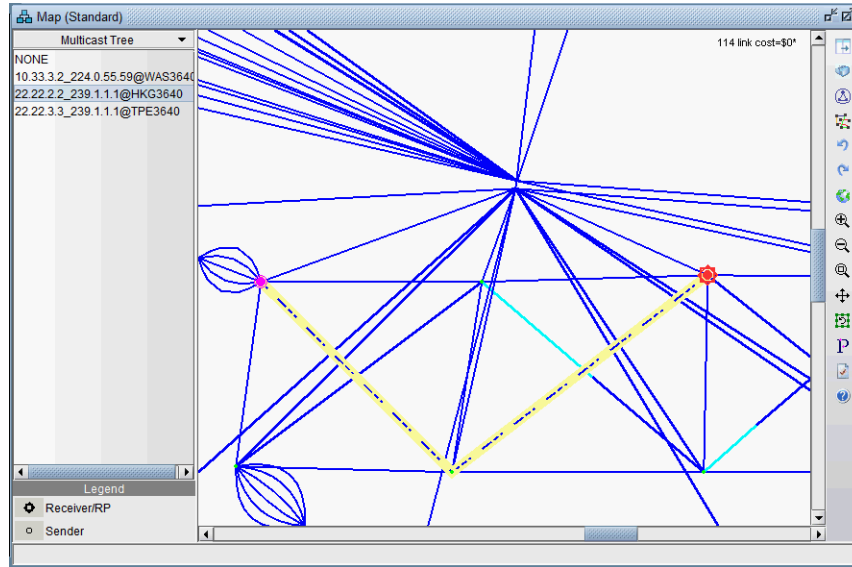 Map (Standard)
Multicast Tree
NONE
10.33.3.2_224.0.55.59@WAS3640
22.22.2.2_239.1.1.1@HKG3640
22.22.3.3_239.1.1.1@TPE3640
114 link cost=$0*
P
Legend
Receiver/RP
Sender